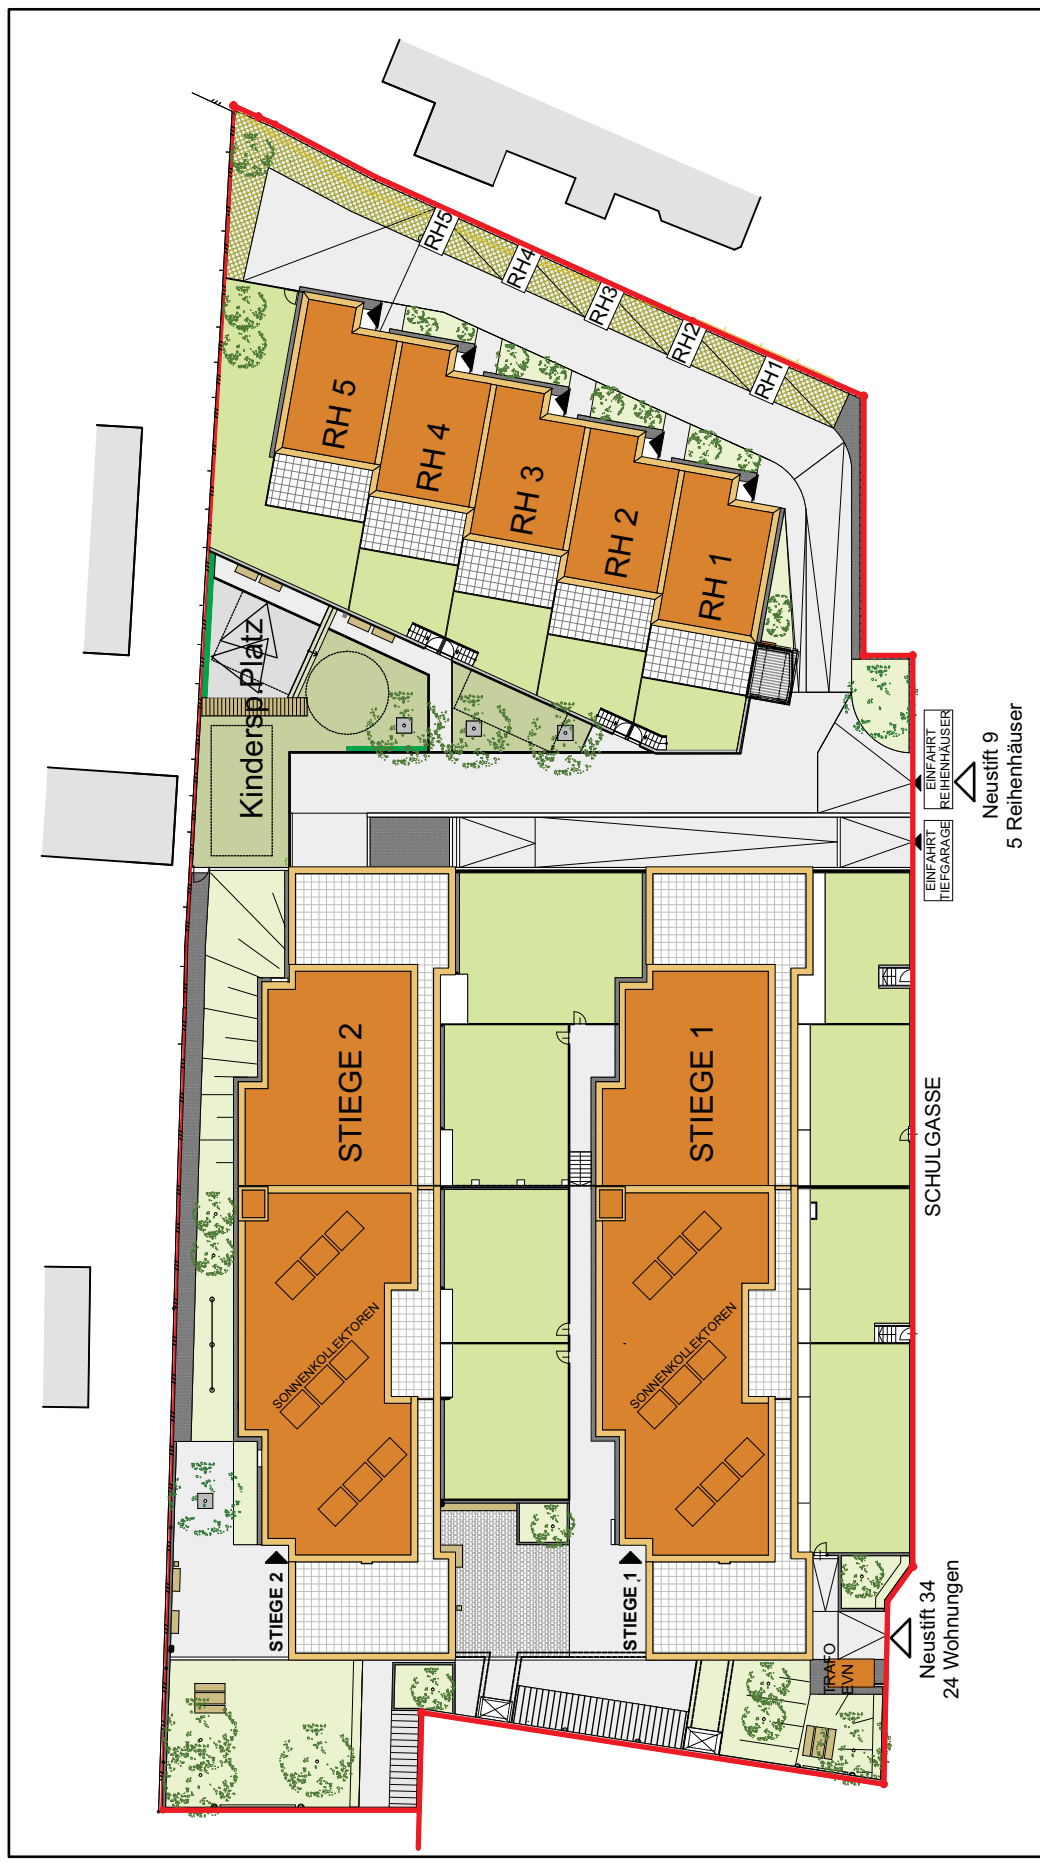 RH5
RH4
RH3
RH2
RH1
RH 5
RH 4
RH 3
RH 2
RH 1
Kindersp.Platz
EINFAHRT
REIHENHÄUSER
Neustift 9
5 Reihenhäuser
EINFAHRT
TIEFGARAGE
STIEGE 2
STIEGE 1
SCHULGASSE
SONNENKOLLEKTOREN
SONNENKOLLEKTOREN
STIEGE 2
STIEGE 1
TRAFO
EVN
Neustift 34
24 Wohnungen